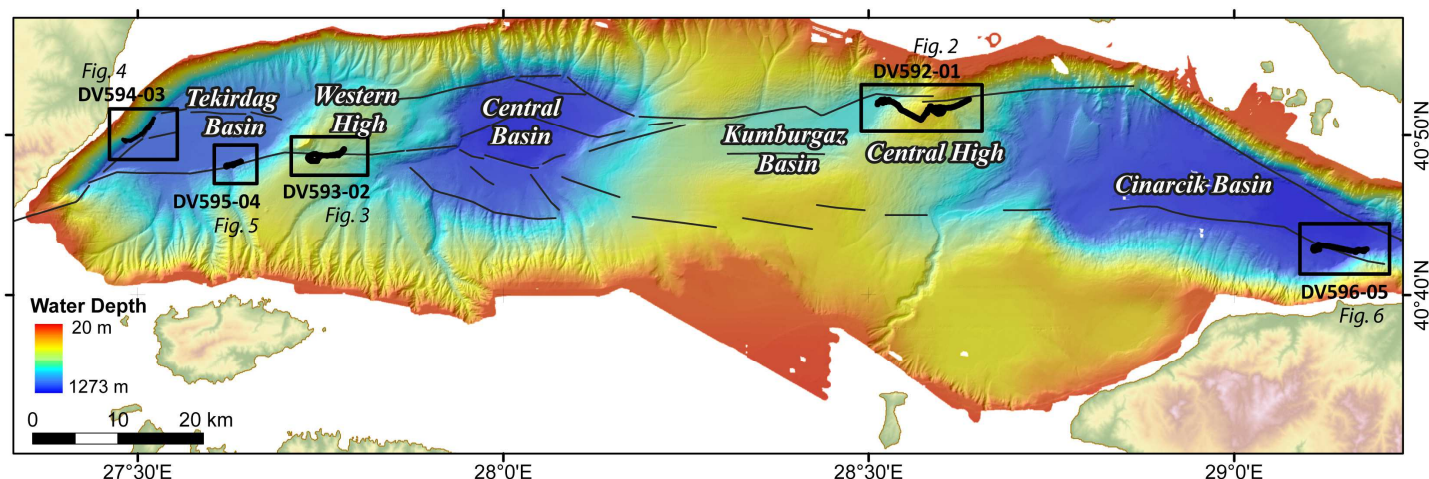 Fig. 4
DV594-03
Tekirdag
Basin
Western
High
Central
Basin
Fig. 2
DV592-01
Kumburgaz
Basin
Central High
Cinarcik Basin
DV595-04
Fig. 5
DV593-02
Fig. 3
DV596-05
Fig. 6
Water Depth
20 m
1273 m
0 10 20 km
27°30'E 28°0'E 28°30'E 29°0'E
40°50'N
40°40'N